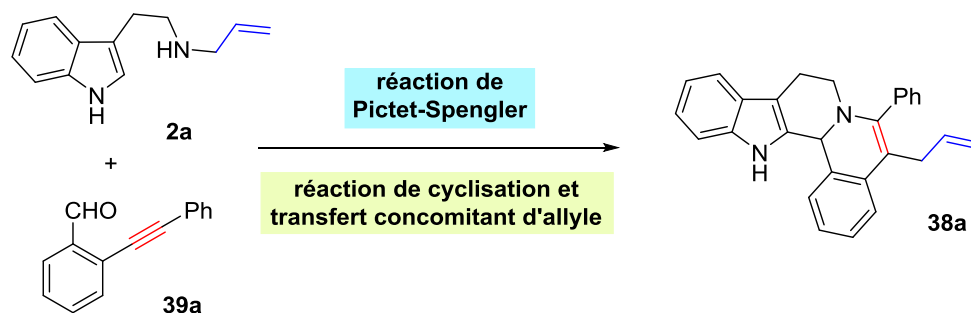 HN
N
H
2a
+
CHO
Ph
39a
réaction de
Pictet-Spengler
réaction de cyclisation et
transfert concomitant d'allyle
N
Ph
N
H
38a